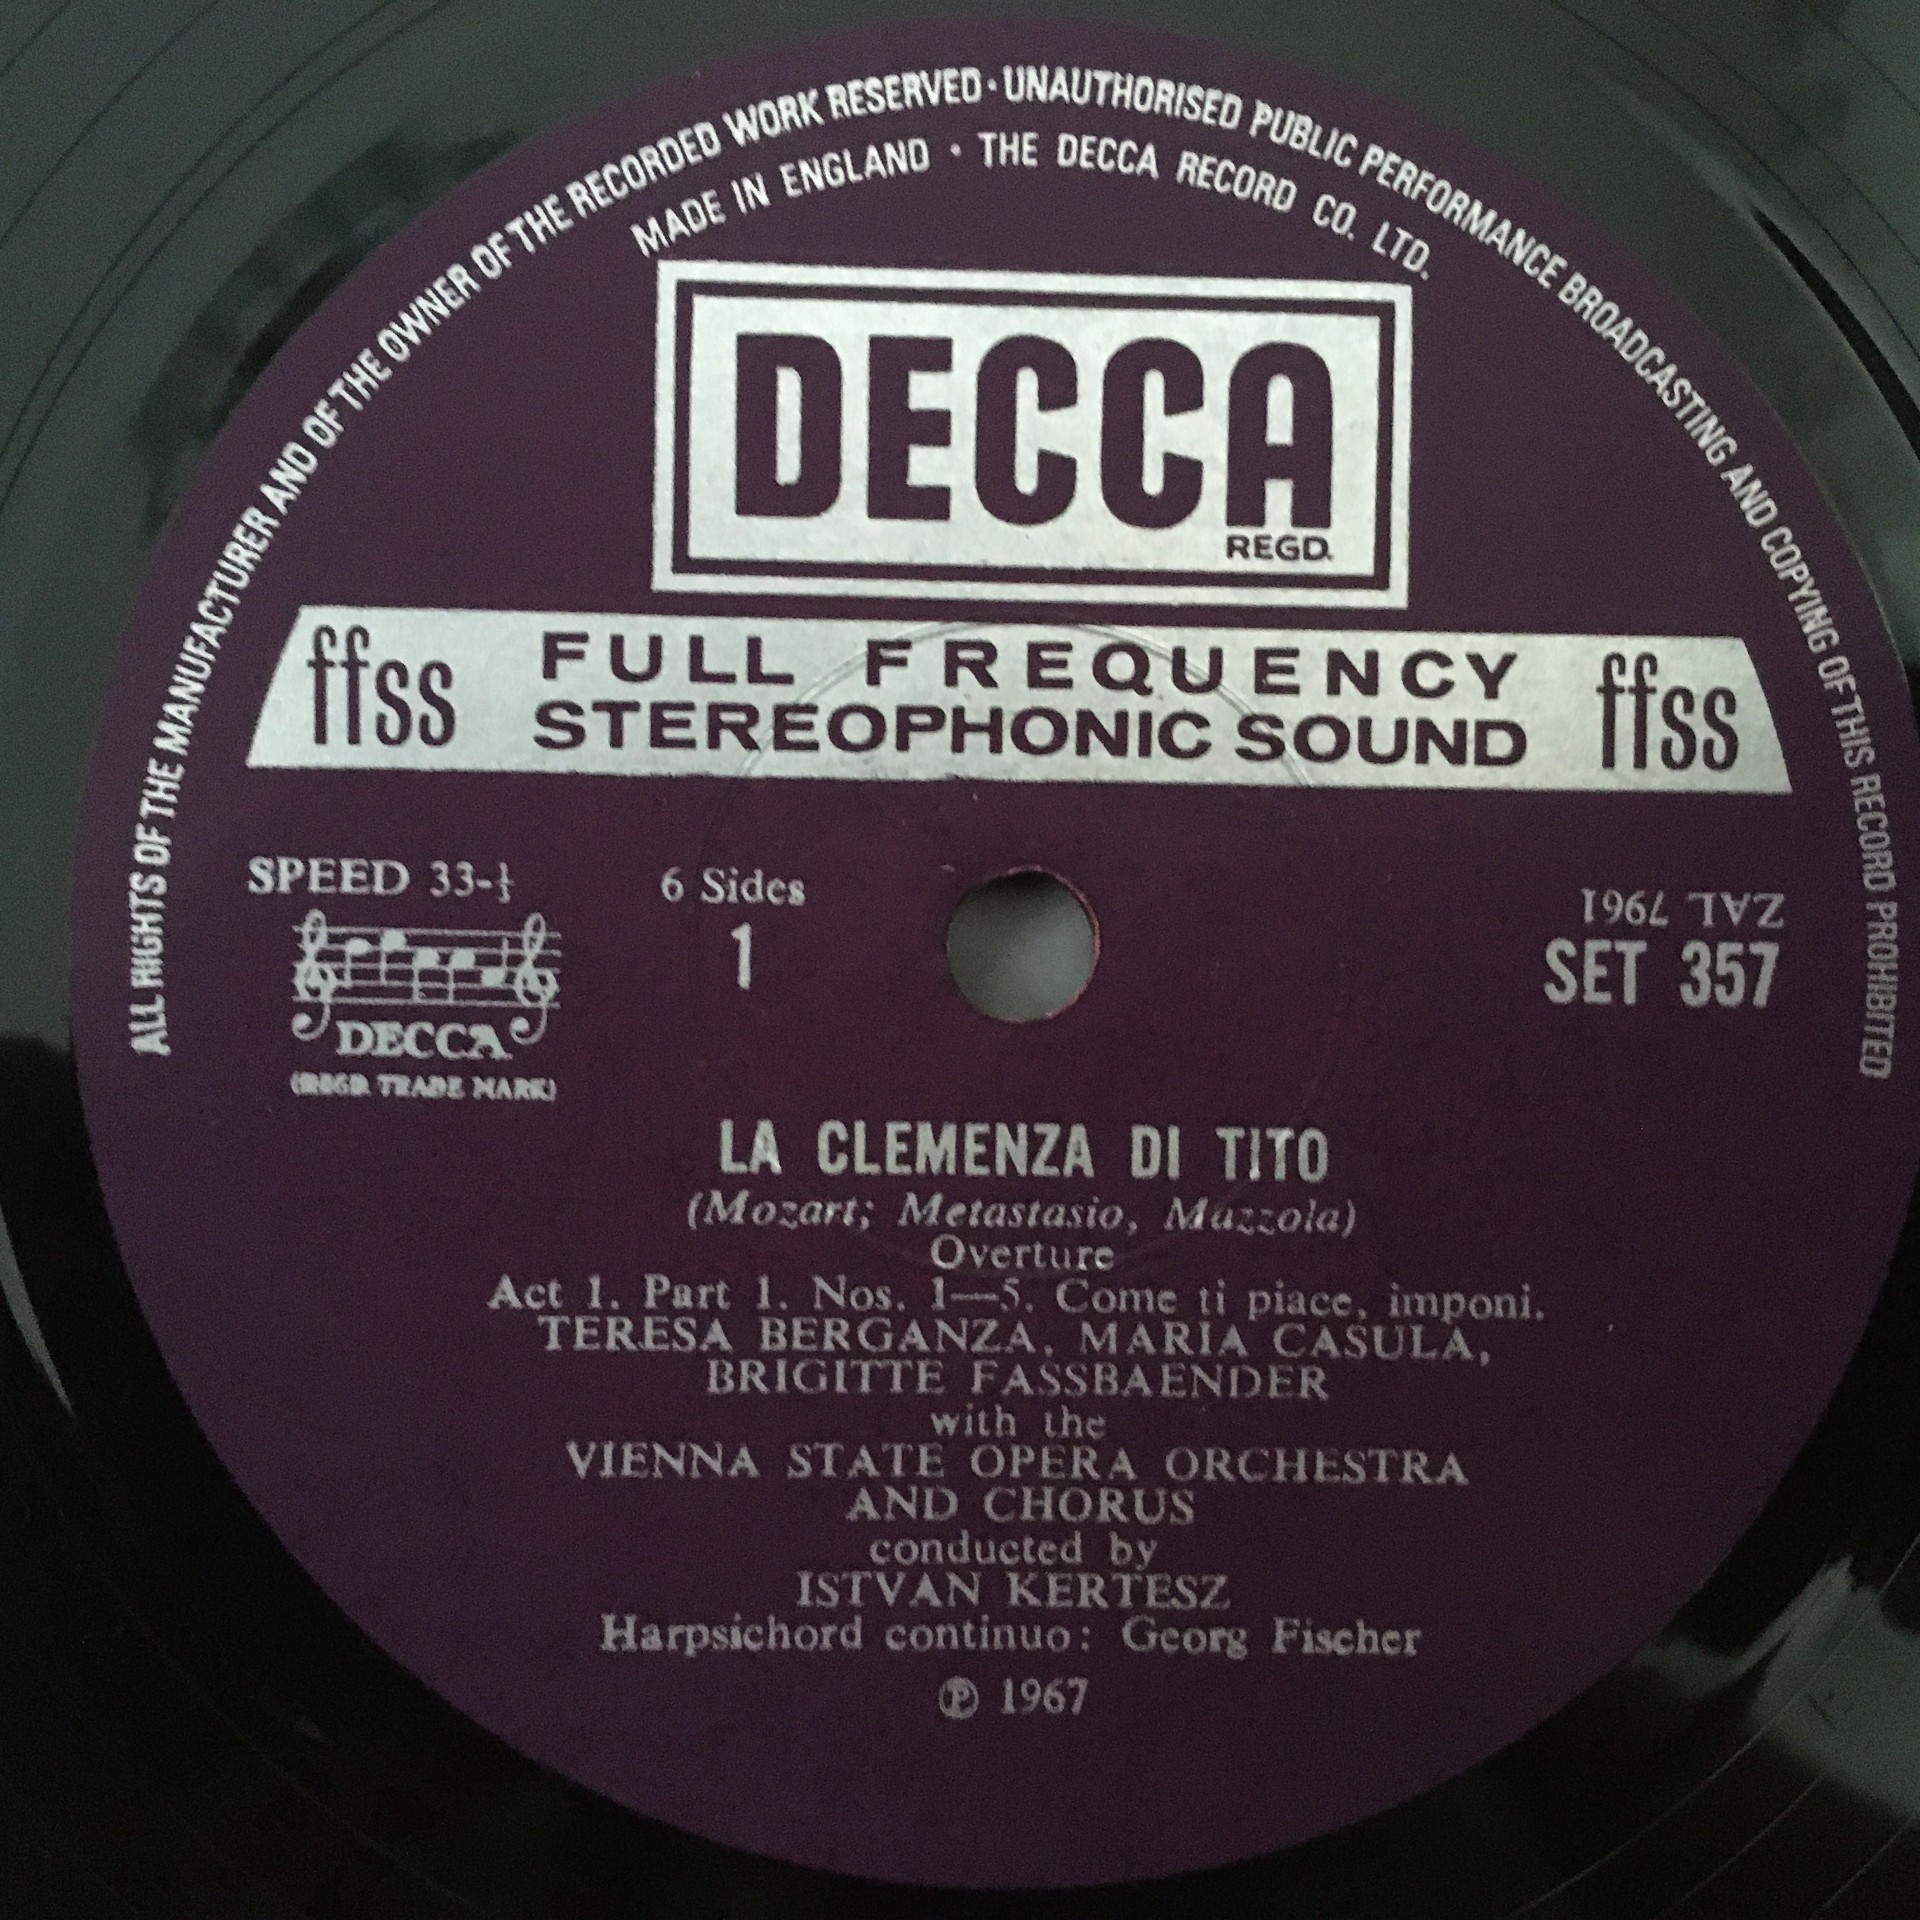 ALL RIGHTS OF THE MANUFACTURER AND OF THE OWNER OF THE RECORDED WORK RESERVED · UNAUTHORISED PUBLIC PERFORMANCE BROADCASTING AND COPYING OF THIS RECORD PROHIBITED
MADE IN ENGLAND · THE DECCA RECORD CO. LTD.
DECCA
REGD.
ffss FULL FREQUENCY ffss
STEREOPHONIC SOUND
SPEED 33-⅓ 6 Sides ZAL 7961
1 SET 357
DECCA
(REGD. TRADE MARK)
LA CLEMENZA DI TITO
(Mozart; Metastasio, Mazzola)
Overture
Act 1. Part 1. Nos. 1—5. Come ti piace, imponi.
TERESA BERGANZA, MARIA CASULA,
BRIGITTE FASSBAENDER
with the
VIENNA STATE OPERA ORCHESTRA
AND CHORUS
conducted by
ISTVAN KERTESZ
Harpsichord continuo: Georg Fischer
℗ 1967